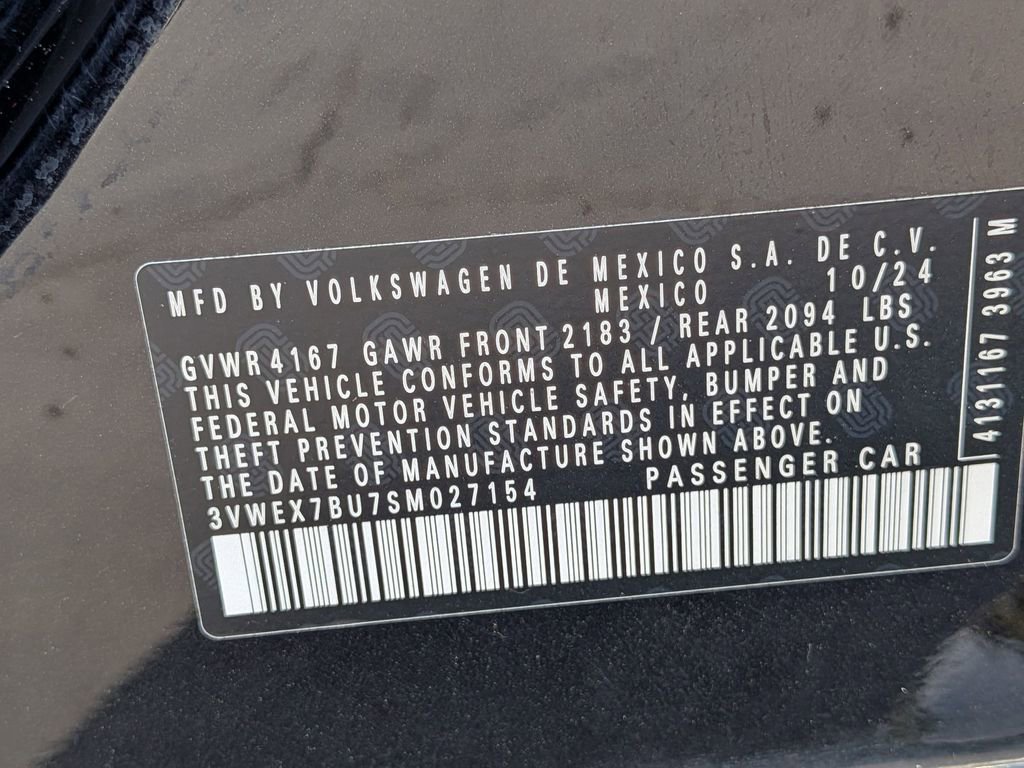 MFD BY VOLKSWAGEN DE MEXICO S.A. DE C.V.
MEXICO 10/24
GVWR 4167 GAWR FRONT 2183 / REAR 2094 LBS
THIS VEHICLE CONFORMS TO ALL APPLICABLE U.S.
FEDERAL MOTOR VEHICLE SAFETY, BUMPER AND
THEFT PREVENTION STANDARDS IN EFFECT ON
THE DATE OF MANUFACTURE SHOWN ABOVE.
3VWEX7BU7SM027154 PASSENGER CAR
4131167 3963 M